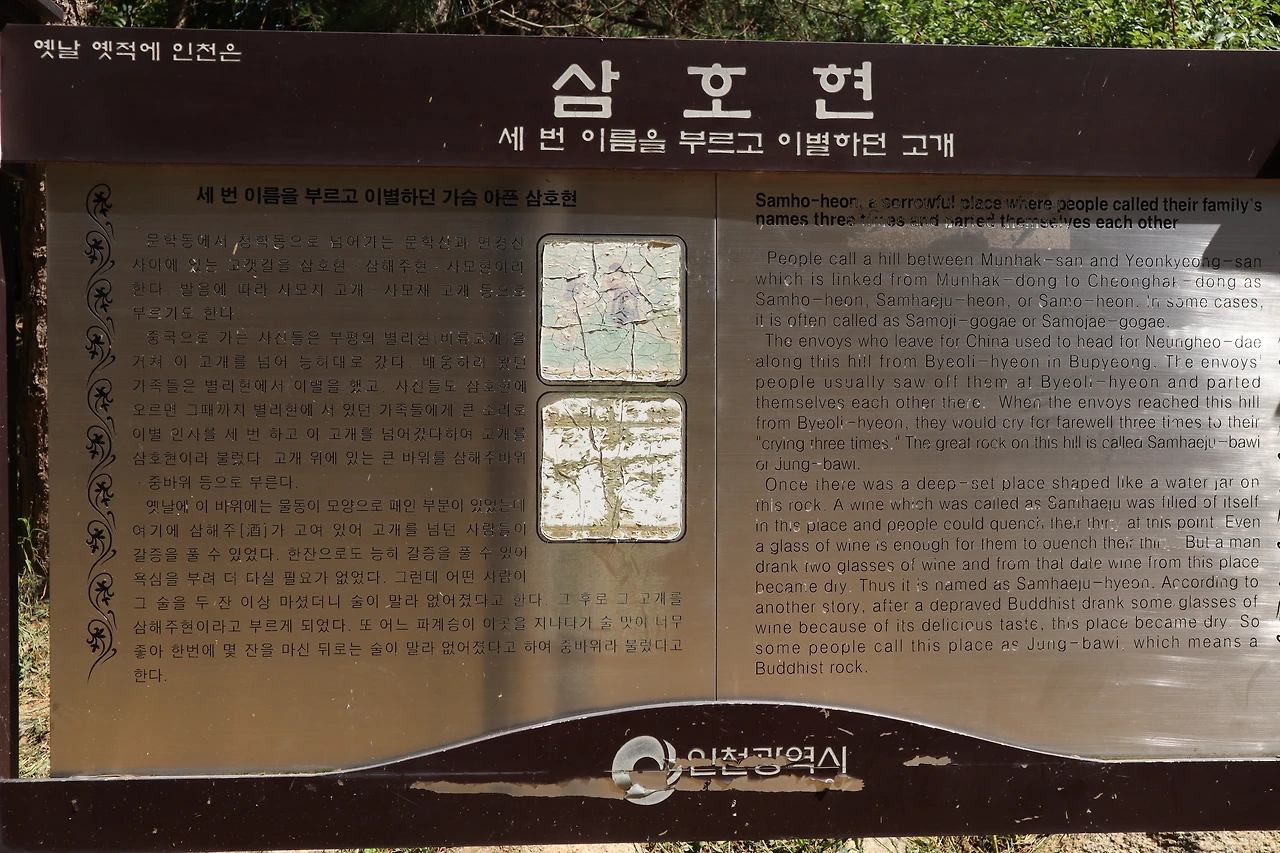 옛날 옛적에 인천은
삼 호 현
세 번 이름을 부르고 이별하던 고개
세 번 이름을 부르고 이별하던 가슴 아픈 삼호현
문학동에서 청학동으로 넘어가는 문학산과 연경산
사이에 있는 고갯길을 삼호현 · 삼해주현 · 사모현이라
한다. 발음에 따라 사모지 고개 · 사모재 고개 등으로
부르기도 한다.
중국으로 가는 사신들은 부평의 별리현(비류고개)을
거쳐 이 고개를 넘어 능허대로 갔다. 배웅하러 왔던
가족들은 별리현에서 이별을 했고, 사신들도 삼호현에
오르면 그때까지 별리현에 서 있던 가족들에게 큰 소리로
이별 인사를 세 번 하고 이 고개를 넘어갔다하여 고개를
삼호현이라 불렀다. 고개 위에 있는 큰 바위를 삼해주바위
· 중바위 등으로 부른다.
옛날에 이 바위에는 물동이 모양으로 패인 부분이 있었는데
여기에 삼해주[酒]가 고여 있어 고개를 넘던 사람들이
갈증을 풀 수 있었다. 한잔으로도 능히 갈증을 풀 수 있어
욕심을 부려 더 다실 필요가 없었다. 그런데 어떤 사람이
그 술을 두 잔 이상 마셨더니 술이 말라 없어졌다고 한다. 그 후로 그 고개를
삼해주현이라고 부르게 되었다. 또 어느 파계승이 이곳을 지나다가 술 맛이 너무
좋아 한번에 몇 잔을 마신 뒤로는 술이 말라 없어졌다고 하여 중바위라 불렀다고
한다.
Samho-heon, a sorrowful place where people called their family's
names three times and parted themselves each other
People call a hill between Munhak-san and Yeonkyeong-san
which is linked from Munhak-dong to Cheonghak-dong as
Samho-heon, Samhaeju-heon, or Samo-heon. In some cases,
it is often called as Samoji-gogae or Samojae-gogae.
The envoys who leave for China used to head for Neungheo-dae
along this hill from Byeoli-hyeon in Bupyeong. The envoys'
people usually saw off them at Byeoli-hyeon and parted
themselves each other there. When the envoys reached this hill
from Byeoli-hyeon, they would cry for farewell three times to their
"crying three times." The great rock on this hill is called Samhaeju-bawi
or Jung-bawi.
Once there was a deep-set place shaped like a water jar on
this rock. A wine which was called as Samhaeju was filled of itself
in this place and people could quench their at this point. Even
a glass of wine is enough for them to quench their But a man
drank two glasses of wine and from that date wine from this place
became dry. Thus it is named as Samhaeju-hyeon. According to
another story, after a depraved Buddhist drank some glasses of
wine because of its delicious taste, this place became dry. So
some people call this place as Jung-bawi, which means a
Buddhist rock.
인천광역시